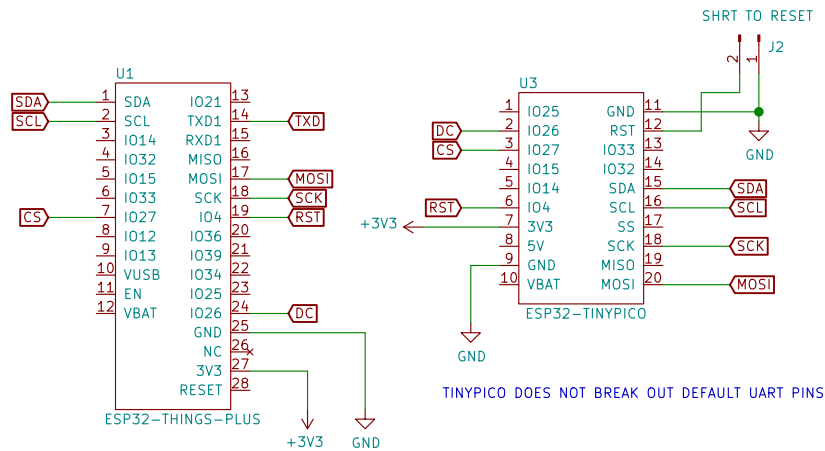 SHRT TO RESET
J2
2
1
GND
U1
SDA 1 SDA IO21 13
SCL 2 SCL TXD1 14 TXD
3 IO14 RXD1 15
4 IO32 MISO 16
5 IO15 MOSI 17 MOSI
6 IO33 SCK 18 SCK
CS 7 IO27 IO4 19 RST
8 IO12 IO36 20
9 IO13 IO39 21
10 VUSB IO34 22
11 EN IO25 23
12 VBAT IO26 24 DC
GND 25
NC 26
3V3 27
RESET 28
ESP32-THINGS-PLUS
+3V3
GND
U3
1 IO25 GND 11
DC 2 IO26 RST 12
CS 3 IO27 IO33 13
4 IO15 IO32 14
5 IO14 SDA 15 SDA
RST 6 IO4 SCL 16 SCL
+3V3 7 3V3 SS 17
8 5V SCK 18 SCK
9 GND MISO 19
10 VBAT MOSI 20 MOSI
ESP32-TINYPICO
GND
TINYPICO DOES NOT BREAK OUT DEFAULT UART PINS